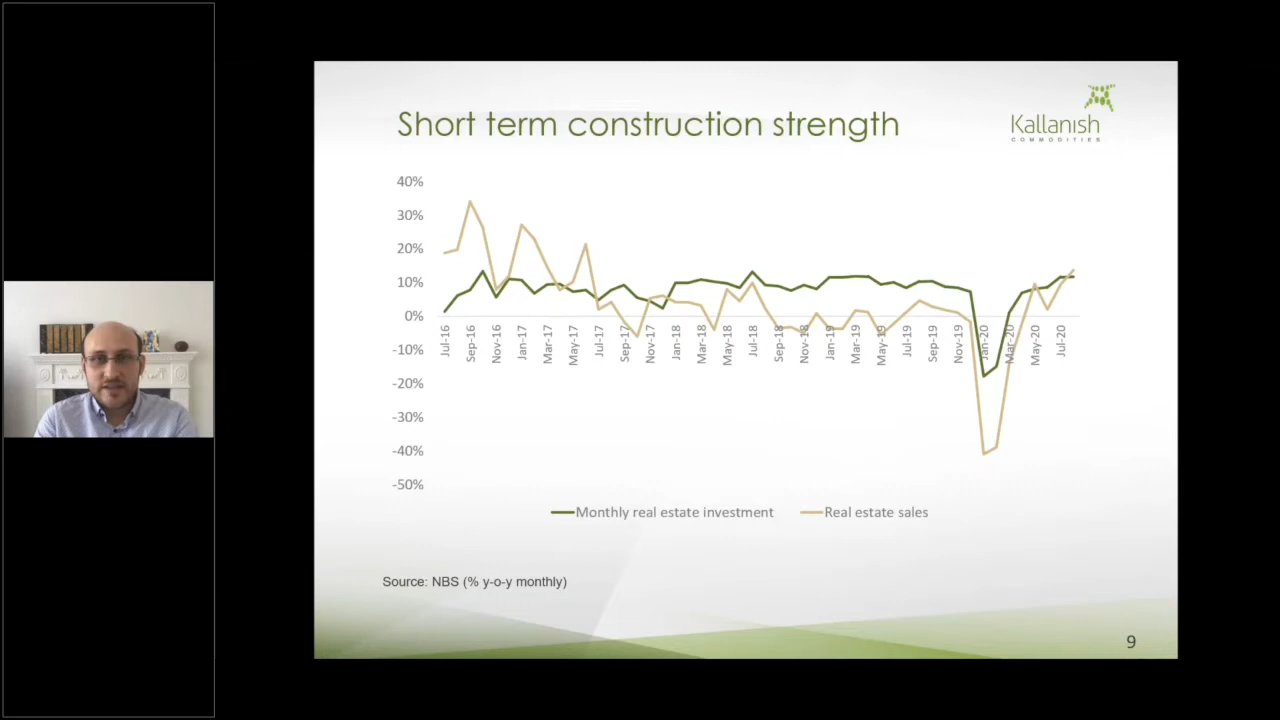 Short term construction strength
Kallanish
COMMODITIES
40%
30%
20%
10%
0%
-10%
-20%
-30%
-40%
-50%
Jul-16
Sep-16
Nov-16
Jan-17
Mar-17
May-17
Jul-17
Sep-17
Nov-17
Jan-18
Mar-18
May-18
Jul-18
Sep-18
Nov-18
Jan-19
Mar-19
May-19
Jul-19
Sep-19
Nov-19
Jan-20
Mar-20
May-20
Jul-20
Monthly real estate investment
Real estate sales
Source: NBS (% y-o-y monthly)
9